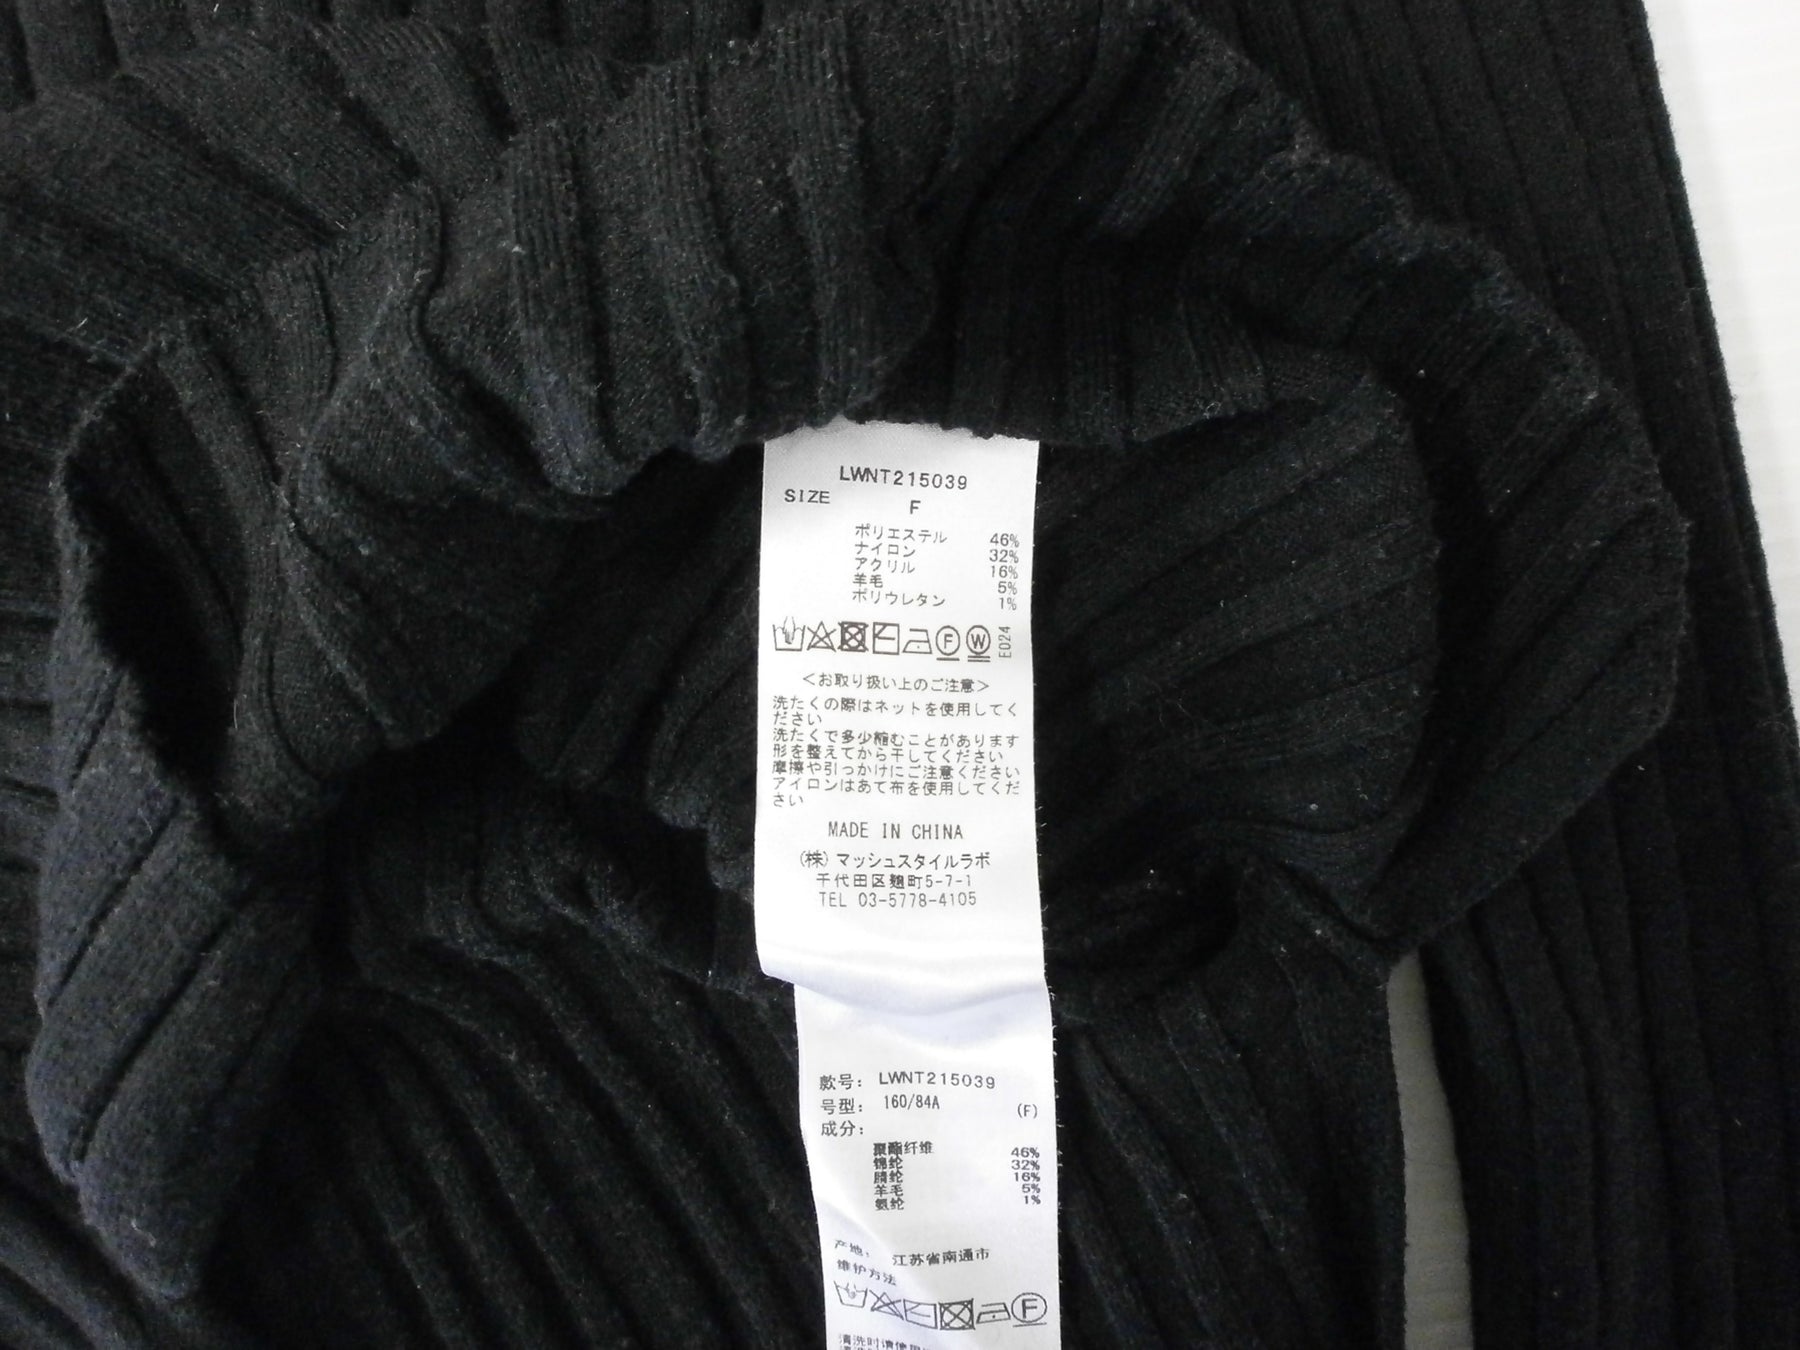 LWNT215039
SIZE F
ポリエステル 46%
ナイロン 32%
アクリル 16%
羊毛 5%
ポリウレタン 1%
F W E024
＜お取り扱い上のご注意＞
洗たくの際はネットを使用してく
ださい
洗たくで多少縮むことがあります
形を整えてから干してください
摩擦や引っかけにご注意ください
アイロンはあて布を使用してくだ
さい
MADE IN CHINA
(株)マッシュスタイルラボ
千代田区麹町5-7-1
TEL 03-5778-4105
款号: LWNT215039
号型: 160/84A (F)
成分:
聚酯纤维 46%
锦纶 32%
腈纶 16%
羊毛 5%
氨纶 1%
产地: 江苏省南通市
维护方法
F
清洗时请使用